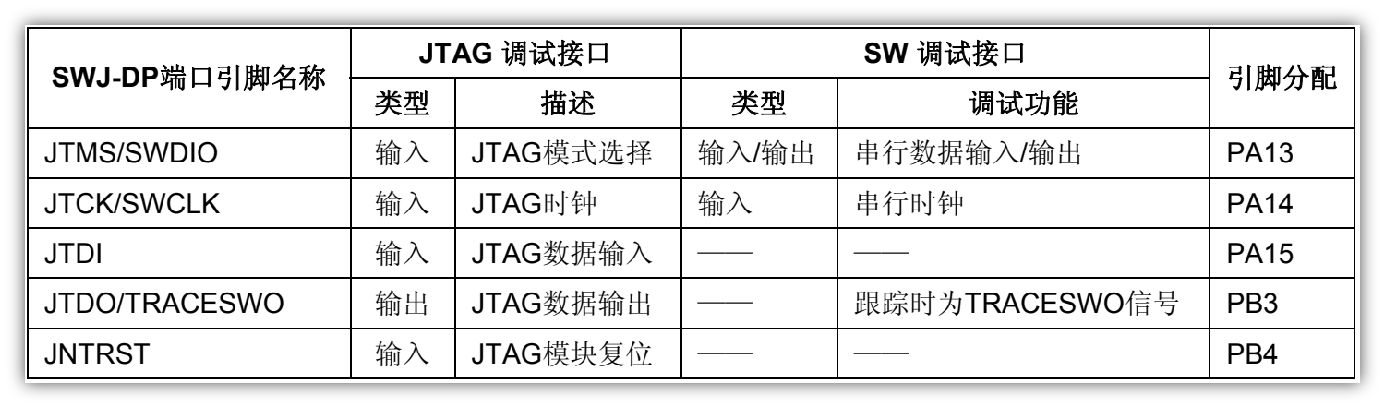 SWJ-DP端口引脚名称 JTAG 调试接口 SW 调试接口 引脚分配
类型 描述 类型 调试功能
JTMS/SWDIO 输入 JTAG模式选择 输入/输出 串行数据输入/输出 PA13
JTCK/SWCLK 输入 JTAG时钟 输入 串行时钟 PA14
JTDI 输入 JTAG数据输入 —— —— PA15
JTDO/TRACESWO 输出 JTAG数据输出 —— 跟踪时为TRACESWO信号 PB3
JNTRST 输入 JTAG模块复位 —— —— PB4